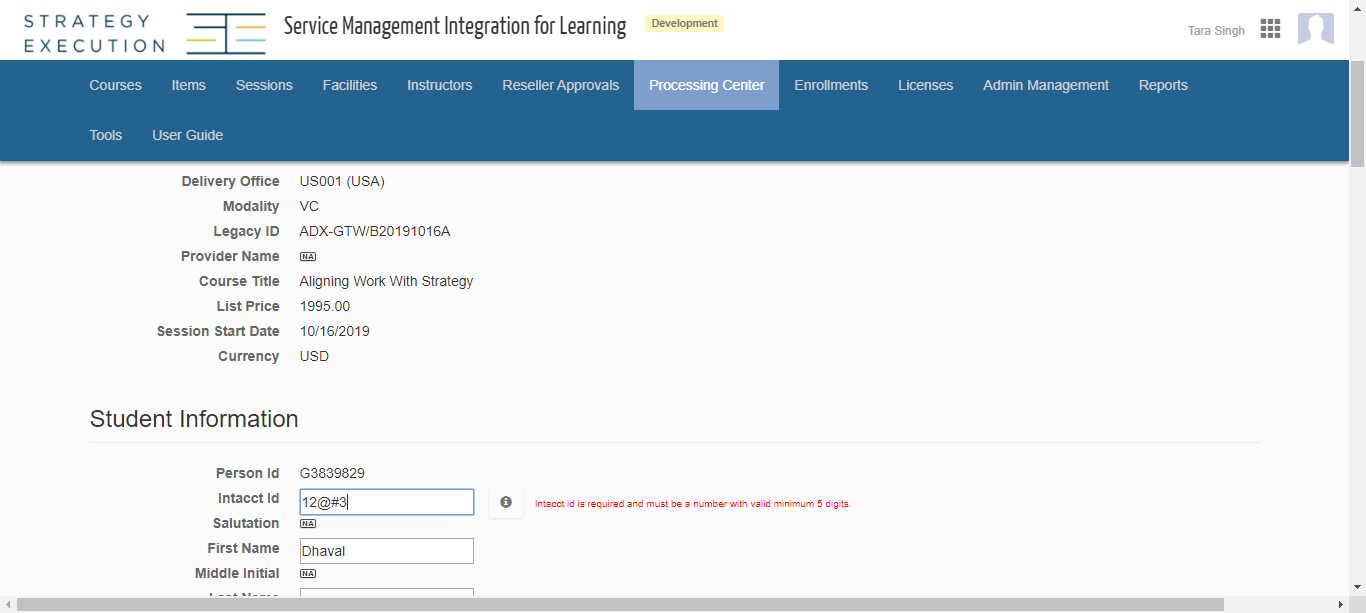 STRATEGY
EXECUTION
Service Management Integration for Learning
Development
Tara Singh
Courses Items Sessions Facilities Instructors Reseller Approvals Processing Center Enrollments Licenses Admin Management Reports
Tools User Guide
Delivery Office US001 (USA)
Modality VC
Legacy ID ADX-GTW/B20191016A
Provider Name NA
Course Title Aligning Work With Strategy
List Price 1995.00
Session Start Date 10/16/2019
Currency USD
Student Information
Person Id G3839829
Intacct Id 12@#3 Intacct id is required and must be a number with valid minimum 5 digits.
Salutation NA
First Name Dhaval
Middle Initial NA
Last Name